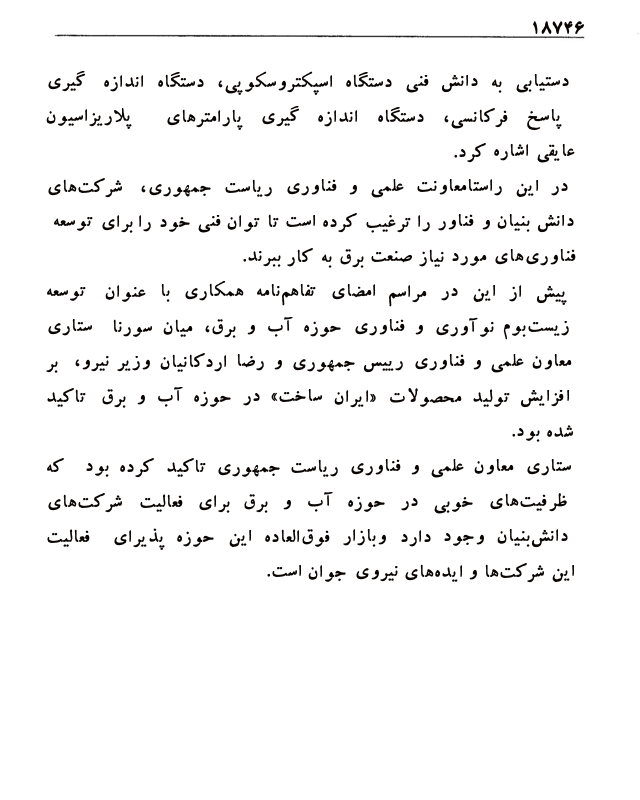 ۱۸۷۴۶
دستیابی به دانش فنی دستگاه اسپکتروسکوپی، دستگاه اندازه گیری
پاسخ فرکانسی، دستگاه اندازه گیری پارامترهای پلاریزاسیون
عایقی اشاره کرد.
در این راستامعاونت علمی و فناوری ریاست جمهوری، شرکت‌های
دانش بنیان و فناور را ترغیب کرده است تا توان فنی خود را برای توسعه
فناوری‌های مورد نیاز صنعت برق به کار ببرند.
پیش از این در مراسم امضای تفاهم‌نامه همکاری با عنوان توسعه
زیست‌بوم نوآوری و فناوری حوزه آب و برق، میان سورنا ستاری
معاون علمی و فناوری رییس جمهوری و رضا اردکانیان وزیر نیرو، بر
افزایش تولید محصولات «ایران ساخت» در حوزه آب و برق تاکید
شده بود.
ستاری معاون علمی و فناوری ریاست جمهوری تاکید کرده بود که
ظرفیت‌های خوبی در حوزه آب و برق برای فعالیت شرکت‌های
دانش‌بنیان وجود دارد وبازار فوق‌العاده این حوزه پذیرای فعالیت
این شرکت‌ها و ایده‌های نیروی جوان است.